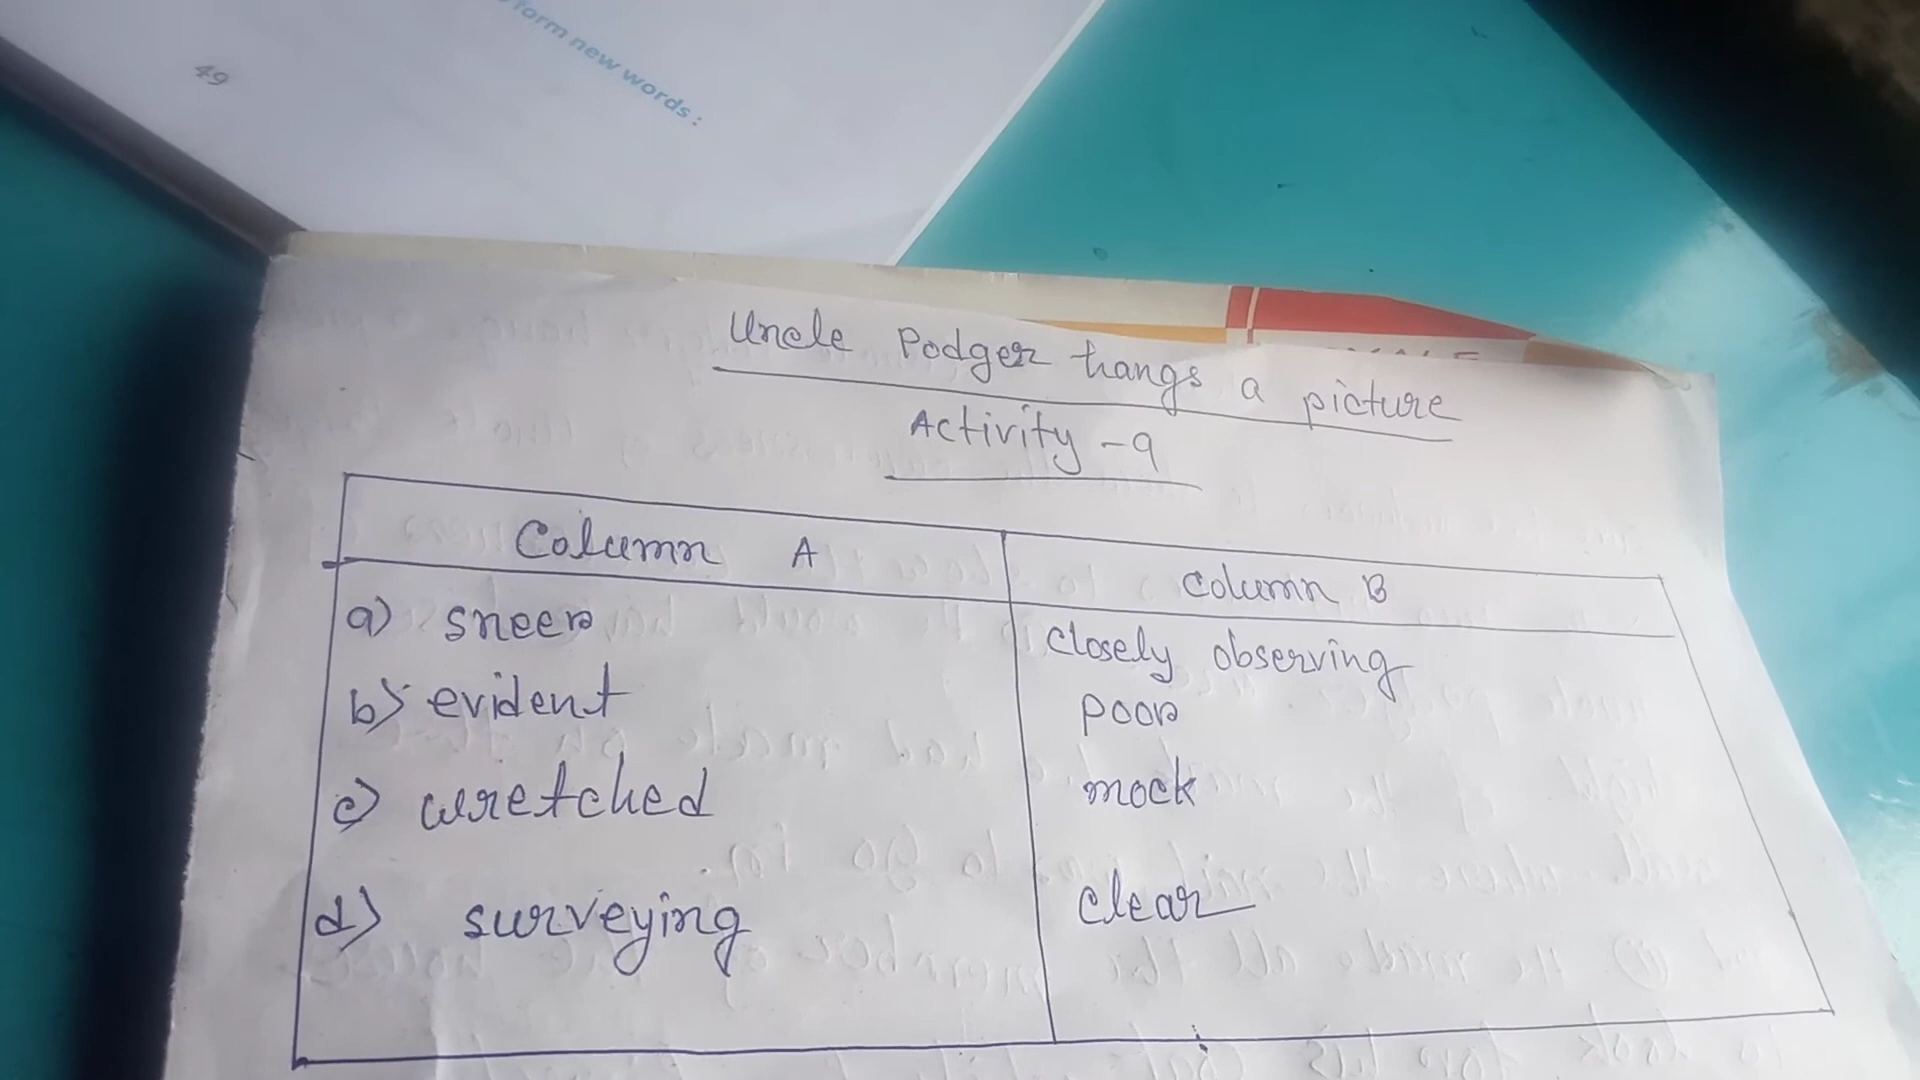 49
form new words :
Uncle Podger hangs a picture
Activity - 9
Column A
Column B
a) sneer
closely observing
b) evident
poor
c) wretched
mock
d) surveying
clear